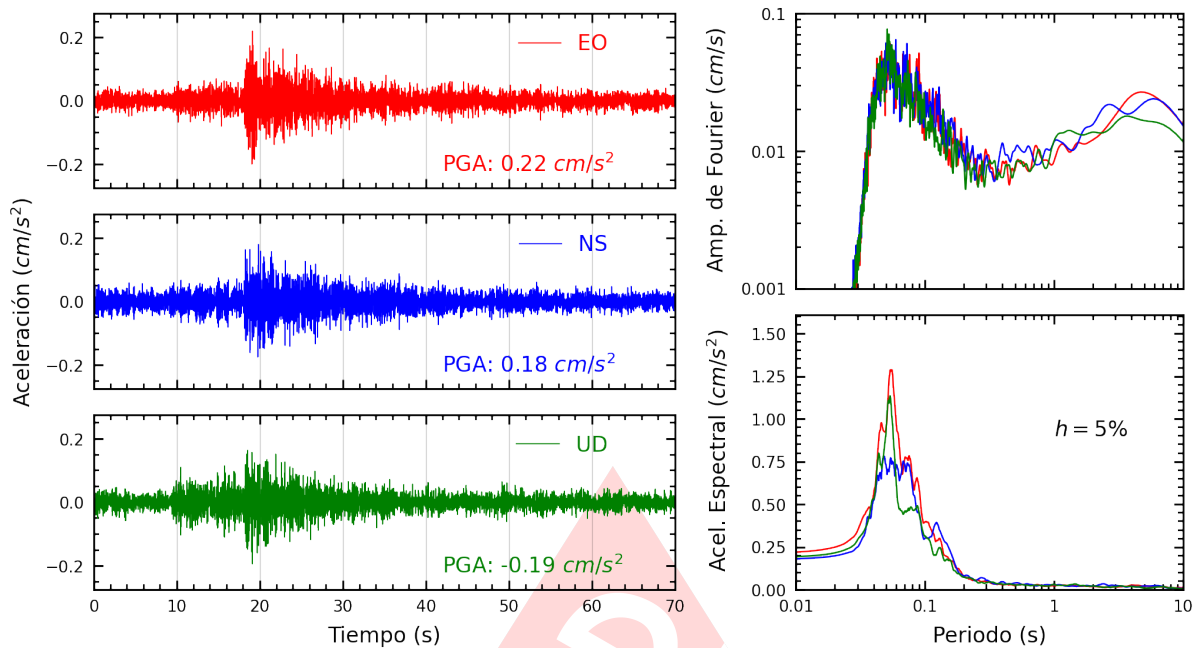 Aceleración (cm/s²)
0.2
0.0
−0.2
EO
PGA: 0.22 cm/s²
0.2
0.0
−0.2
NS
PGA: 0.18 cm/s²
0.2
0.0
−0.2
UD
PGA: -0.19 cm/s²
0 10 20 30 40 50 60 70
Tiempo (s)
Amp. de Fourier (cm/s)
0.1
0.01
0.001
Acel. Espectral (cm/s²)
1.50
1.25
1.00
0.75
0.50
0.25
0.00
h = 5%
0.01 0.1 1 10
Periodo (s)